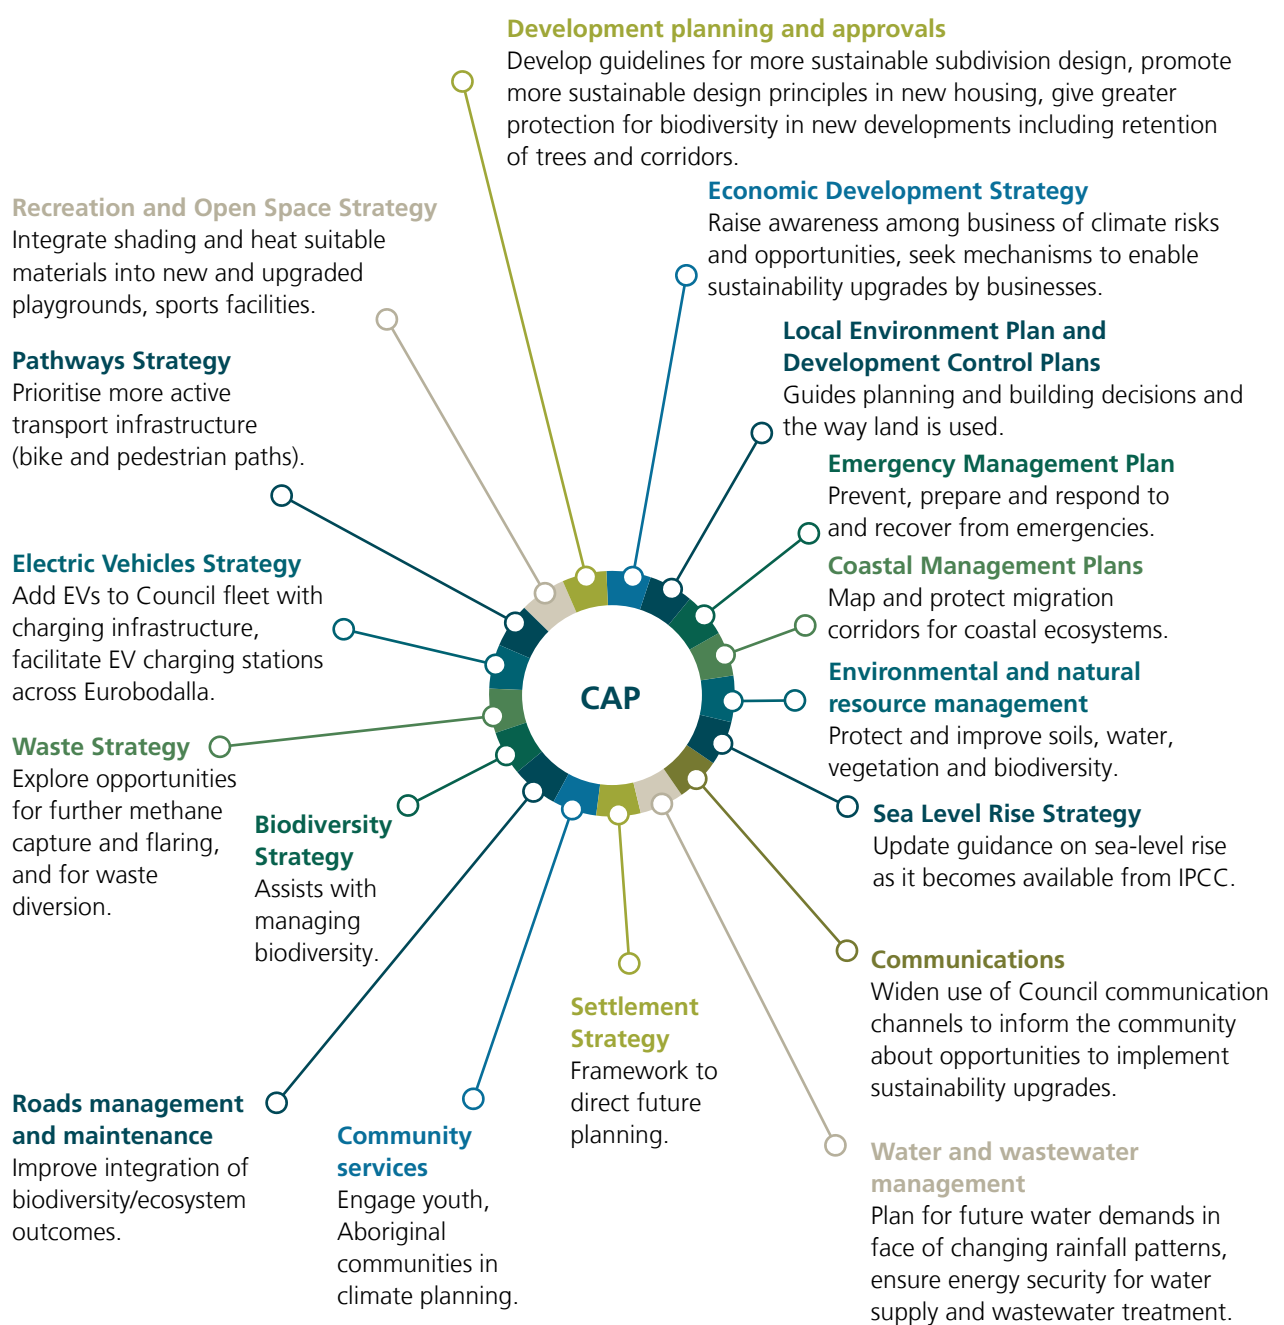 Development planning and approvals
Develop guidelines for more sustainable subdivision design, promote
more sustainable design principles in new housing, give greater
protection for biodiversity in new developments including retention
of trees and corridors.
Economic Development Strategy
Raise awareness among business of climate risks
and opportunities, seek mechanisms to enable
sustainability upgrades by businesses.
Local Environment Plan and
Development Control Plans
Guides planning and building decisions and
the way land is used.
Emergency Management Plan
Prevent, prepare and respond to
and recover from emergencies.
Coastal Management Plans
Map and protect migration
corridors for coastal ecosystems.
Environmental and natural
resource management
Protect and improve soils, water,
vegetation and biodiversity.
Sea Level Rise Strategy
Update guidance on sea-level rise
as it becomes available from IPCC.
Communications
Widen use of Council communication
channels to inform the community
about opportunities to implement
sustainability upgrades.
Water and wastewater
management
Plan for future water demands in
face of changing rainfall patterns,
ensure energy security for water
supply and wastewater treatment.
Settlement
Strategy
Framework to
direct future
planning.
Community
services
Engage youth,
Aboriginal
communities in
climate planning.
Roads management
and maintenance
Improve integration of
biodiversity/ecosystem
outcomes.
Biodiversity
Strategy
Assists with
managing
biodiversity.
Waste Strategy
Explore opportunities
for further methane
capture and flaring,
and for waste
diversion.
Electric Vehicles Strategy
Add EVs to Council fleet with
charging infrastructure,
facilitate EV charging stations
across Eurobodalla.
Pathways Strategy
Prioritise more active
transport infrastructure
(bike and pedestrian paths).
Recreation and Open Space Strategy
Integrate shading and heat suitable
materials into new and upgraded
playgrounds, sports facilities.
CAP